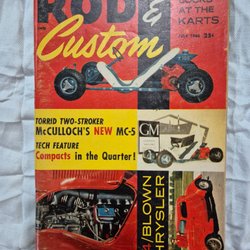 ROD &
Custom
AT THE
KARTS
JULY 1960 25¢
TORRID TWO-STROKER
McCULLOCH'S NEW MC-5
TECH FEATURE
Compacts in the Quarter!
GM
BLOWN
CHRYSLER